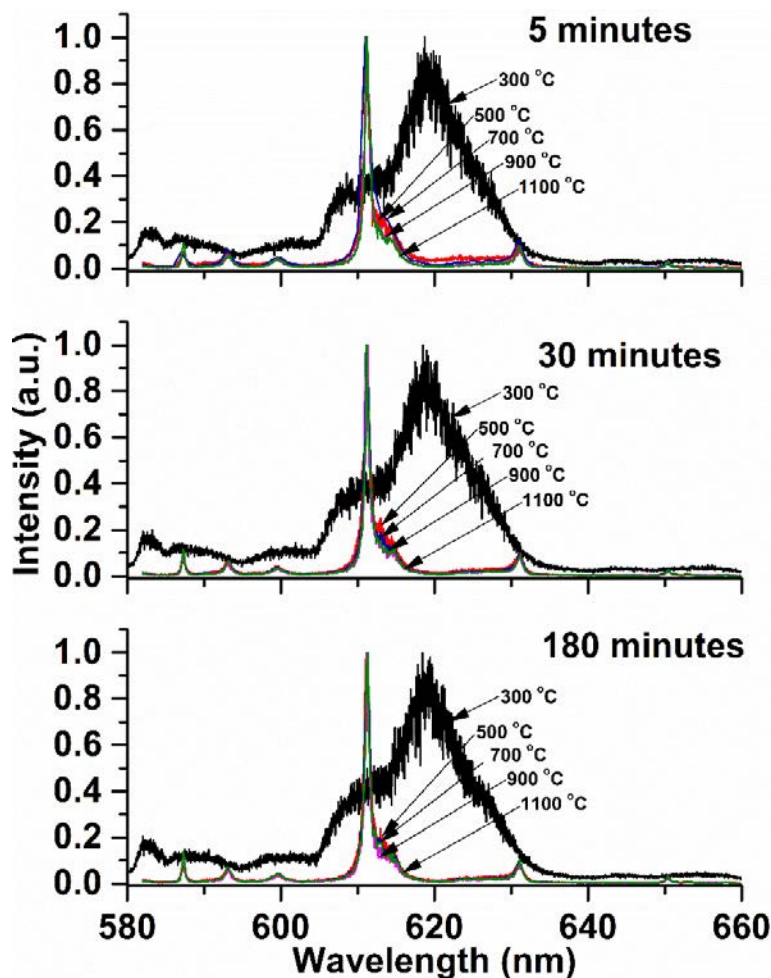 5 minutes
1.0
0.8
0.6
0.4
0.2
0.0
300 °C
500 °C
700 °C
900 °C
1100 °C
30 minutes
1.0
0.8
0.6
0.4
0.2
0.0
300 °C
500 °C
700 °C
900 °C
1100 °C
Intensity (a.u.)
180 minutes
1.0
0.8
0.6
0.4
0.2
0.0
300 °C
500 °C
700 °C
900 °C
1100 °C
580 600 620 640 660
Wavelength (nm)